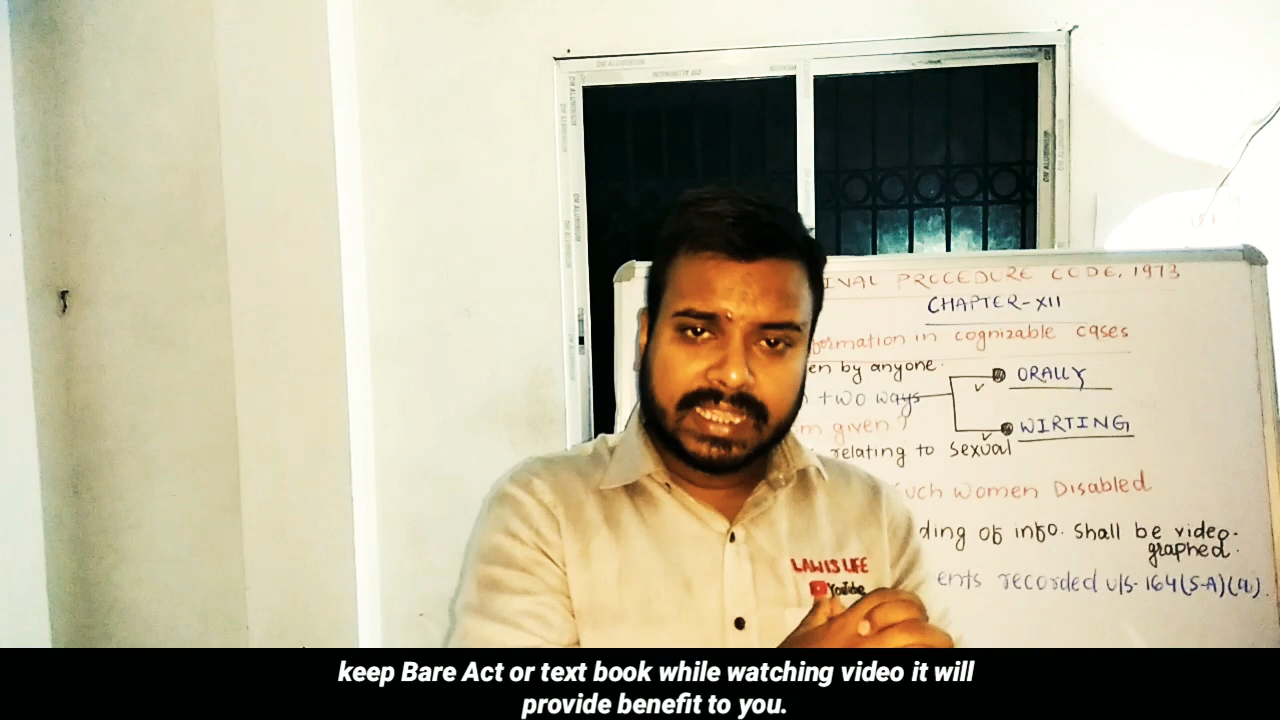 IVAL PROCEDURE CODE, 1973
CHAPTER-XII
formation in cognizable cases
en by anyone.
two ways
ORALLY
WIRTING
m given ?
relating to sexual
uch Women Disabled
ding of info. shall be video-
graphed.
ents recorded u/s-164(5-A)(a).
LAW IS LIFE
YouTube
keep Bare Act or text book while watching video it will
provide benefit to you.